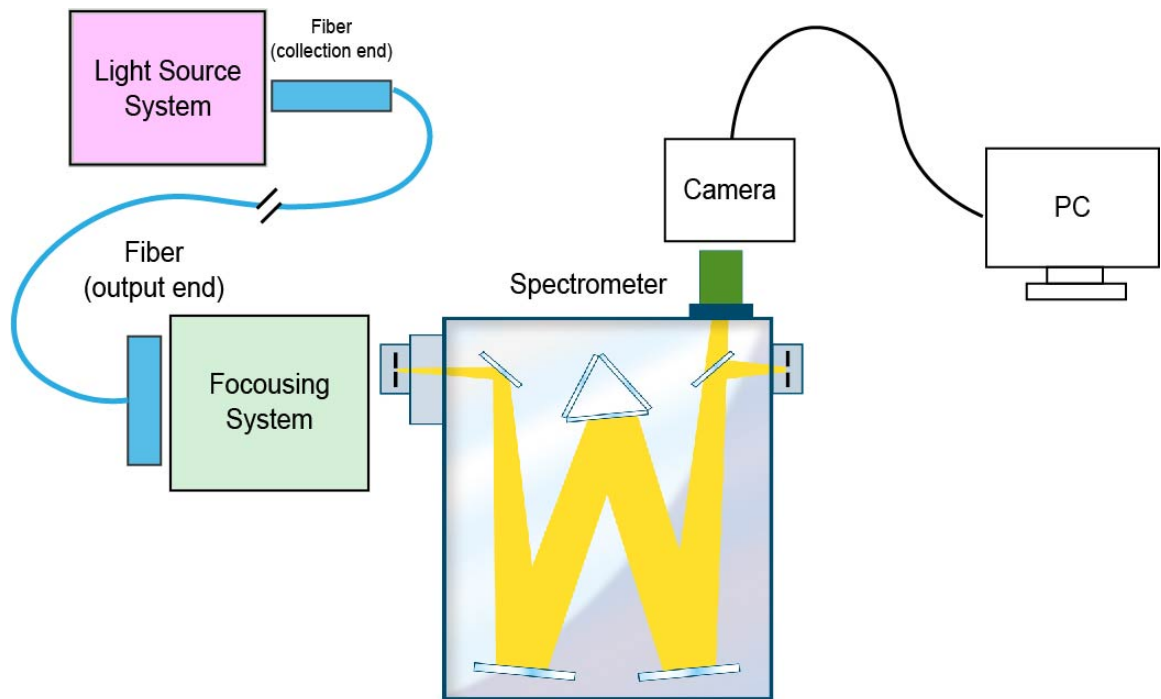 Light Source
System
Fiber
(collection end)
Fiber
(output end)
Focousing
System
Spectrometer
Camera
PC